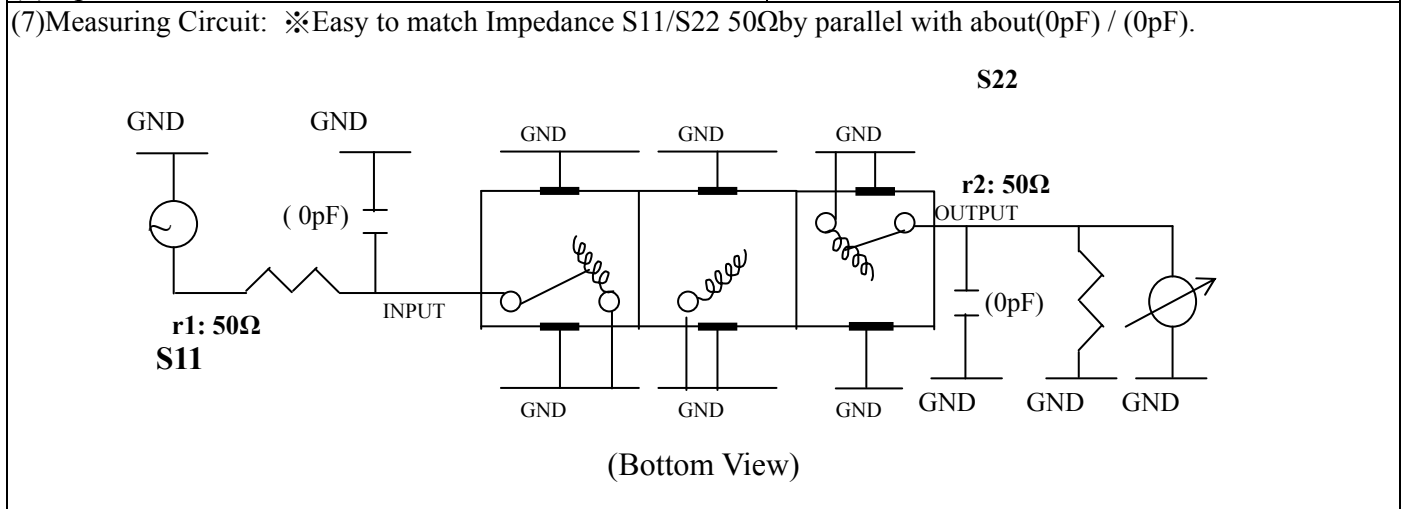 (7)Measuring Circuit: ※Easy to match Impedance S11/S22 50Ωby parallel with about(0pF) / (0pF).
S22
GND GND GND GND GND
r2: 50Ω
( 0pF)
OUTPUT
INPUT
(0pF)
r1: 50Ω
S11
GND GND GND GND GND GND
(Bottom View)